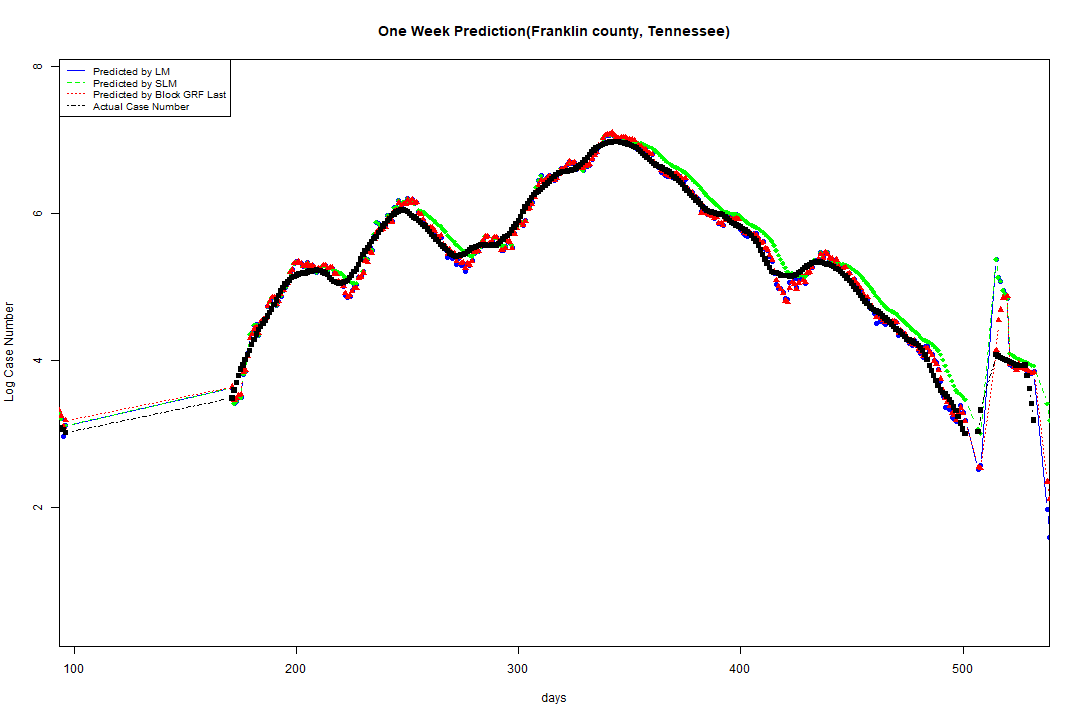 One Week Prediction(Franklin county, Tennessee)
8
Predicted by LM
Predicted by SLM
Predicted by Block GRF Last
Actual Case Number
6
4
2
Log Case Number
100 200 300 400 500
days